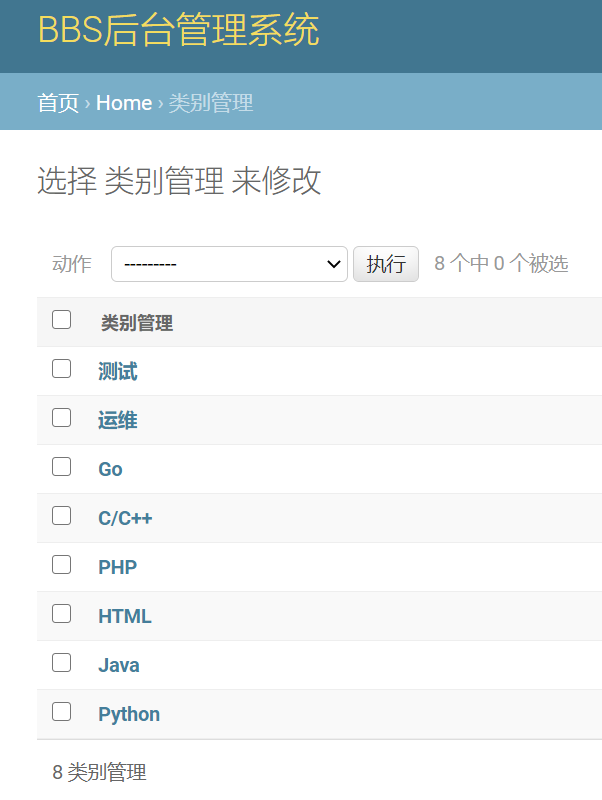 BBS后台管理系统
首页 › Home › 类别管理
选择 类别管理 来修改
动作 --------- 执行 8 个中 0 个被选
类别管理
测试
运维
Go
C/C++
PHP
HTML
Java
Python
8 类别管理